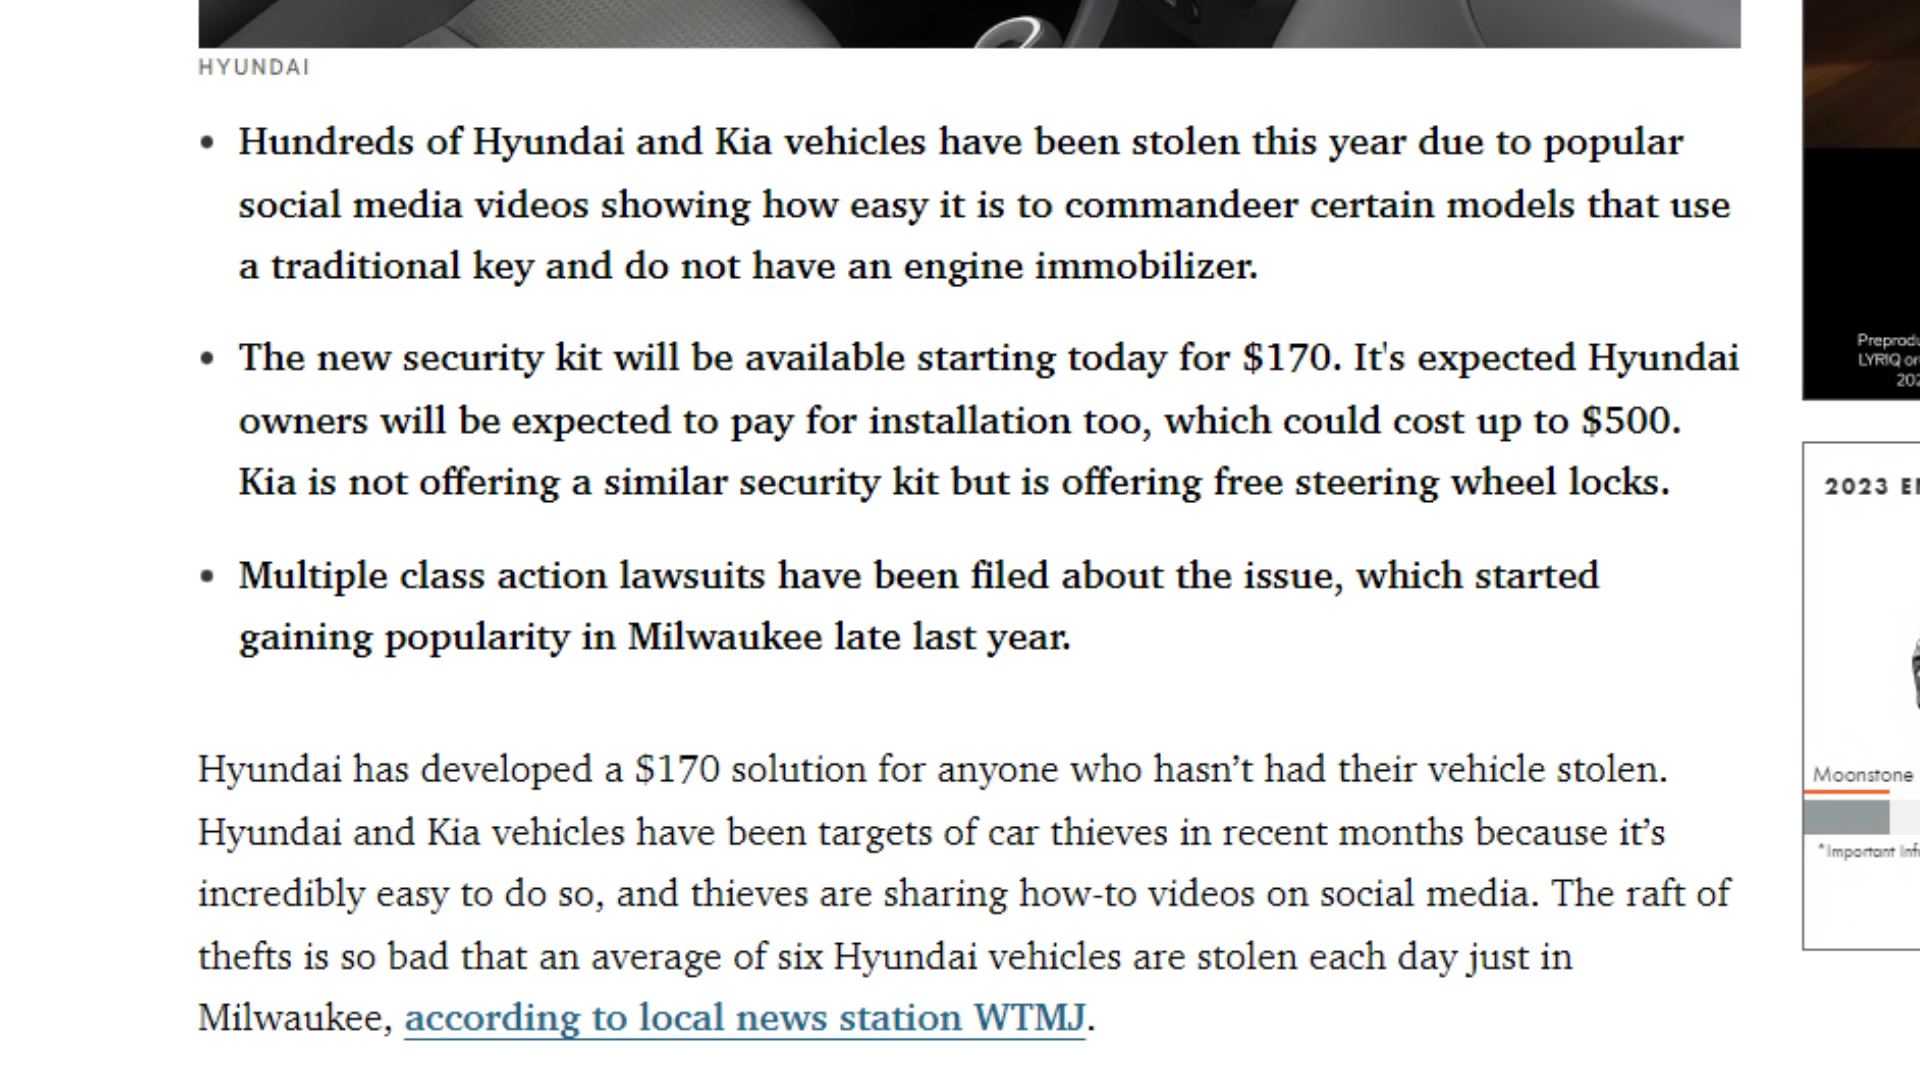 HYUNDAI
Hundreds of Hyundai and Kia vehicles have been stolen this year due to popular
social media videos showing how easy it is to commandeer certain models that use
a traditional key and do not have an engine immobilizer.
The new security kit will be available starting today for $170. It's expected Hyundai
owners will be expected to pay for installation too, which could cost up to $500.
Kia is not offering a similar security kit but is offering free steering wheel locks.
Multiple class action lawsuits have been filed about the issue, which started
gaining popularity in Milwaukee late last year.
Hyundai has developed a $170 solution for anyone who hasn’t had their vehicle stolen.
Hyundai and Kia vehicles have been targets of car thieves in recent months because it’s
incredibly easy to do so, and thieves are sharing how-to videos on social media. The raft of
thefts is so bad that an average of six Hyundai vehicles are stolen each day just in
Milwaukee, according to local news station WTMJ.
LYRIQ
2023
Moonstone
*Important